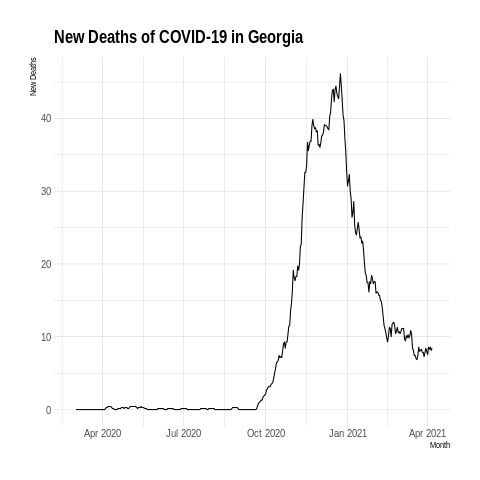 New Deaths of COVID-19 in Georgia
New Deaths
40
30
20
10
0
Apr 2020 Jul 2020 Oct 2020 Jan 2021 Apr 2021
Month